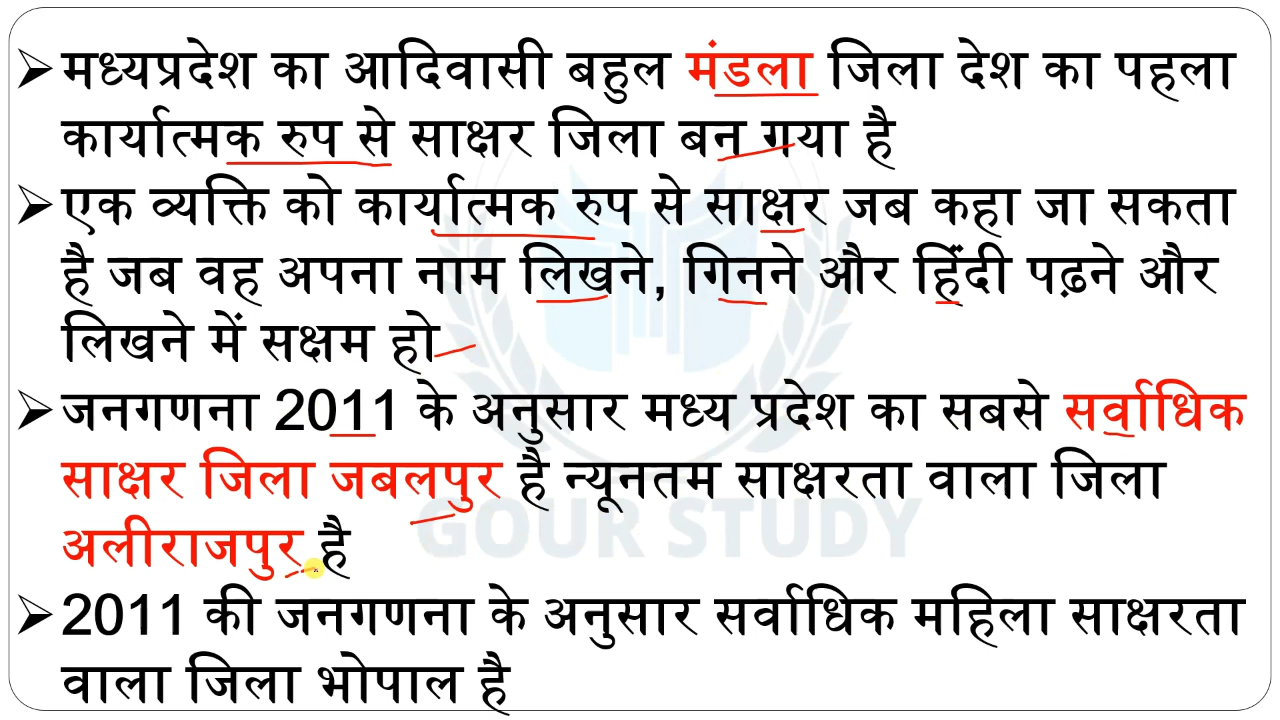 ➢ मध्यप्रदेश का आदिवासी बहुल मंडला जिला देश का पहला
कार्यात्मक रुप से साक्षर जिला बन गया है
➢ एक व्यक्ति को कार्यात्मक रुप से साक्षर जब कहा जा सकता
है जब वह अपना नाम लिखने, गिनने और हिंदी पढ़ने और
लिखने में सक्षम हो
➢ जनगणना 2011 के अनुसार मध्य प्रदेश का सबसे सर्वाधिक
साक्षर जिला जबलपुर है न्यूनतम साक्षरता वाला जिला
अलीराजपुर है
➢ 2011 की जनगणना के अनुसार सर्वाधिक महिला साक्षरता
वाला जिला भोपाल है
GOUR STUDY